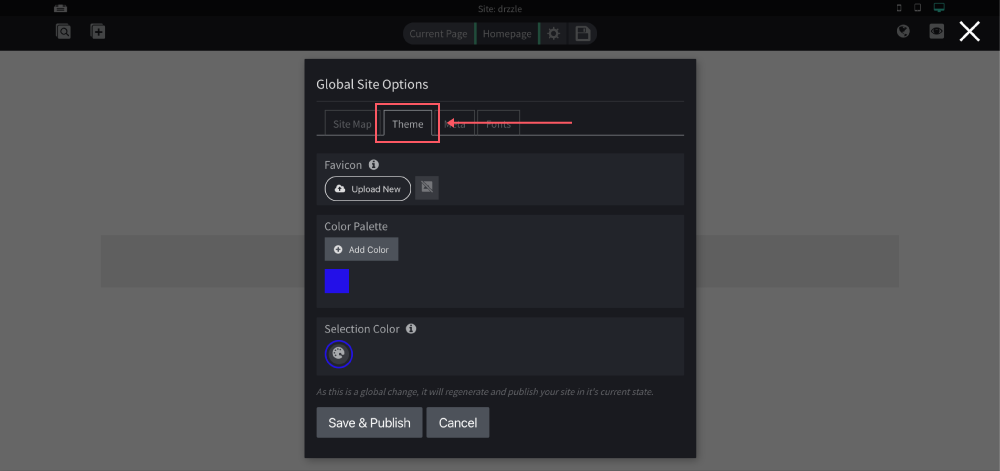 Site: drzzle
Current Page Homepage
Global Site Options
Site Map Theme Meta Fonts
Favicon
Upload New
Color Palette
Add Color
Selection Color
As this is a global change, it will regenerate and publish your site in it's current state.
Save & Publish Cancel